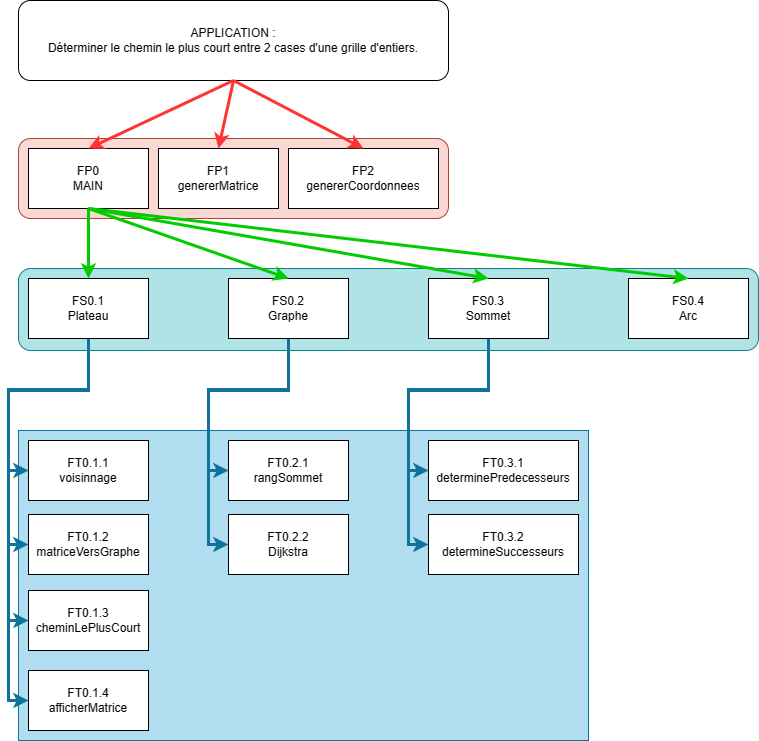 APPLICATION :
Déterminer le chemin le plus court entre 2 cases d'une grille d'entiers.
FP0
MAIN
FP1
genererMatrice
FP2
genererCoordonnees
FS0.1
Plateau
FS0.2
Graphe
FS0.3
Sommet
FS0.4
Arc
FT0.1.1
voisinnage
FT0.2.1
rangSommet
FT0.3.1
determinePredecesseurs
FT0.1.2
matriceVersGraphe
FT0.2.2
Dijkstra
FT0.3.2
determineSuccesseurs
FT0.1.3
cheminLePlusCourt
FT0.1.4
afficherMatrice